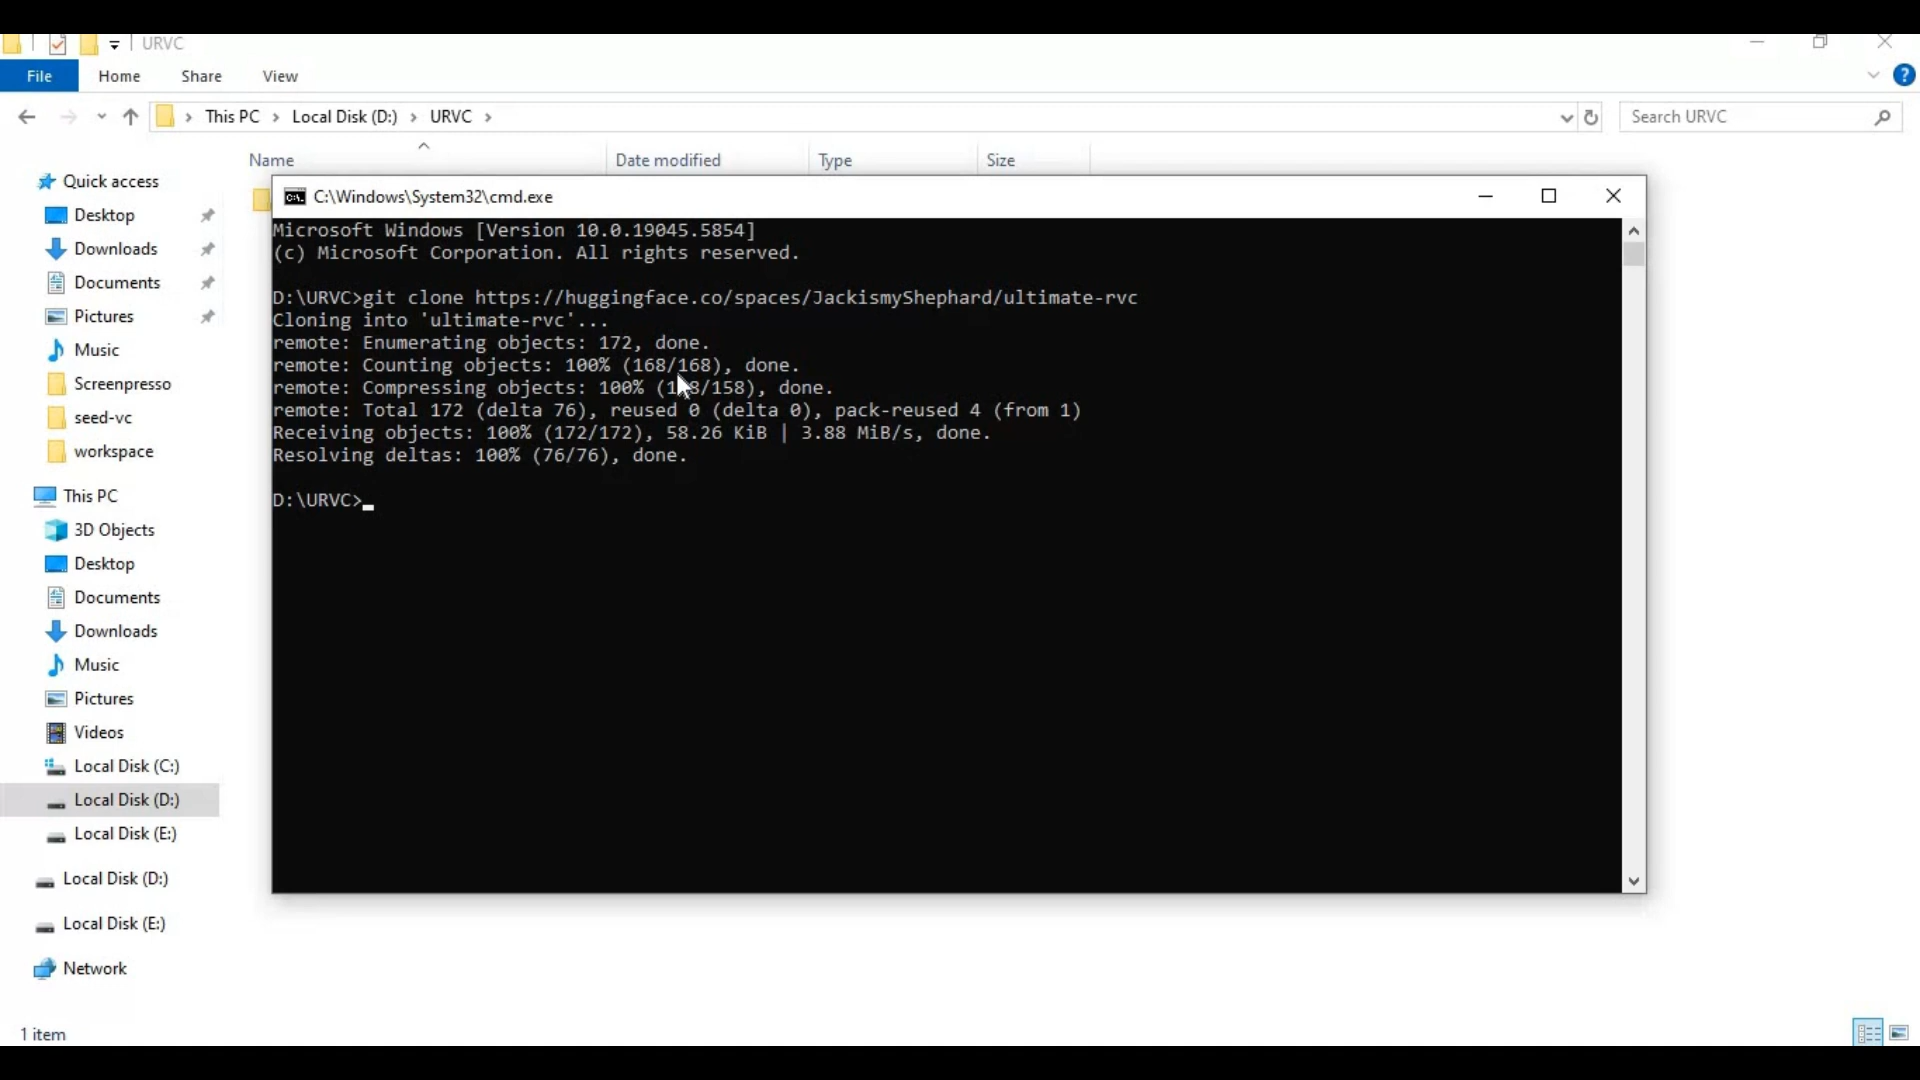 URVC
File Home Share View
This PC Local Disk (D:) URVC
Search URVC
Name Date modified Type Size
Quick access
Desktop
Downloads
Documents
Pictures
Music
Screenpresso
seed-vc
workspace
This PC
3D Objects
Desktop
Documents
Downloads
Music
Pictures
Videos
Local Disk (C:)
Local Disk (D:)
Local Disk (E:)
Local Disk (D:)
Local Disk (E:)
Network
1 item
C:\Windows\System32\cmd.exe
Microsoft Windows [Version 10.0.19045.5854]
(c) Microsoft Corporation. All rights reserved.
D:\URVC>git clone https://huggingface.co/spaces/JackismyShephard/ultimate-rvc
Cloning into 'ultimate-rvc'...
remote: Enumerating objects: 172, done.
remote: Counting objects: 100% (168/168), done.
remote: Compressing objects: 100% (158/158), done.
remote: Total 172 (delta 76), reused 0 (delta 0), pack-reused 4 (from 1)
Receiving objects: 100% (172/172), 58.26 KiB | 3.88 MiB/s, done.
Resolving deltas: 100% (76/76), done.
D:\URVC>